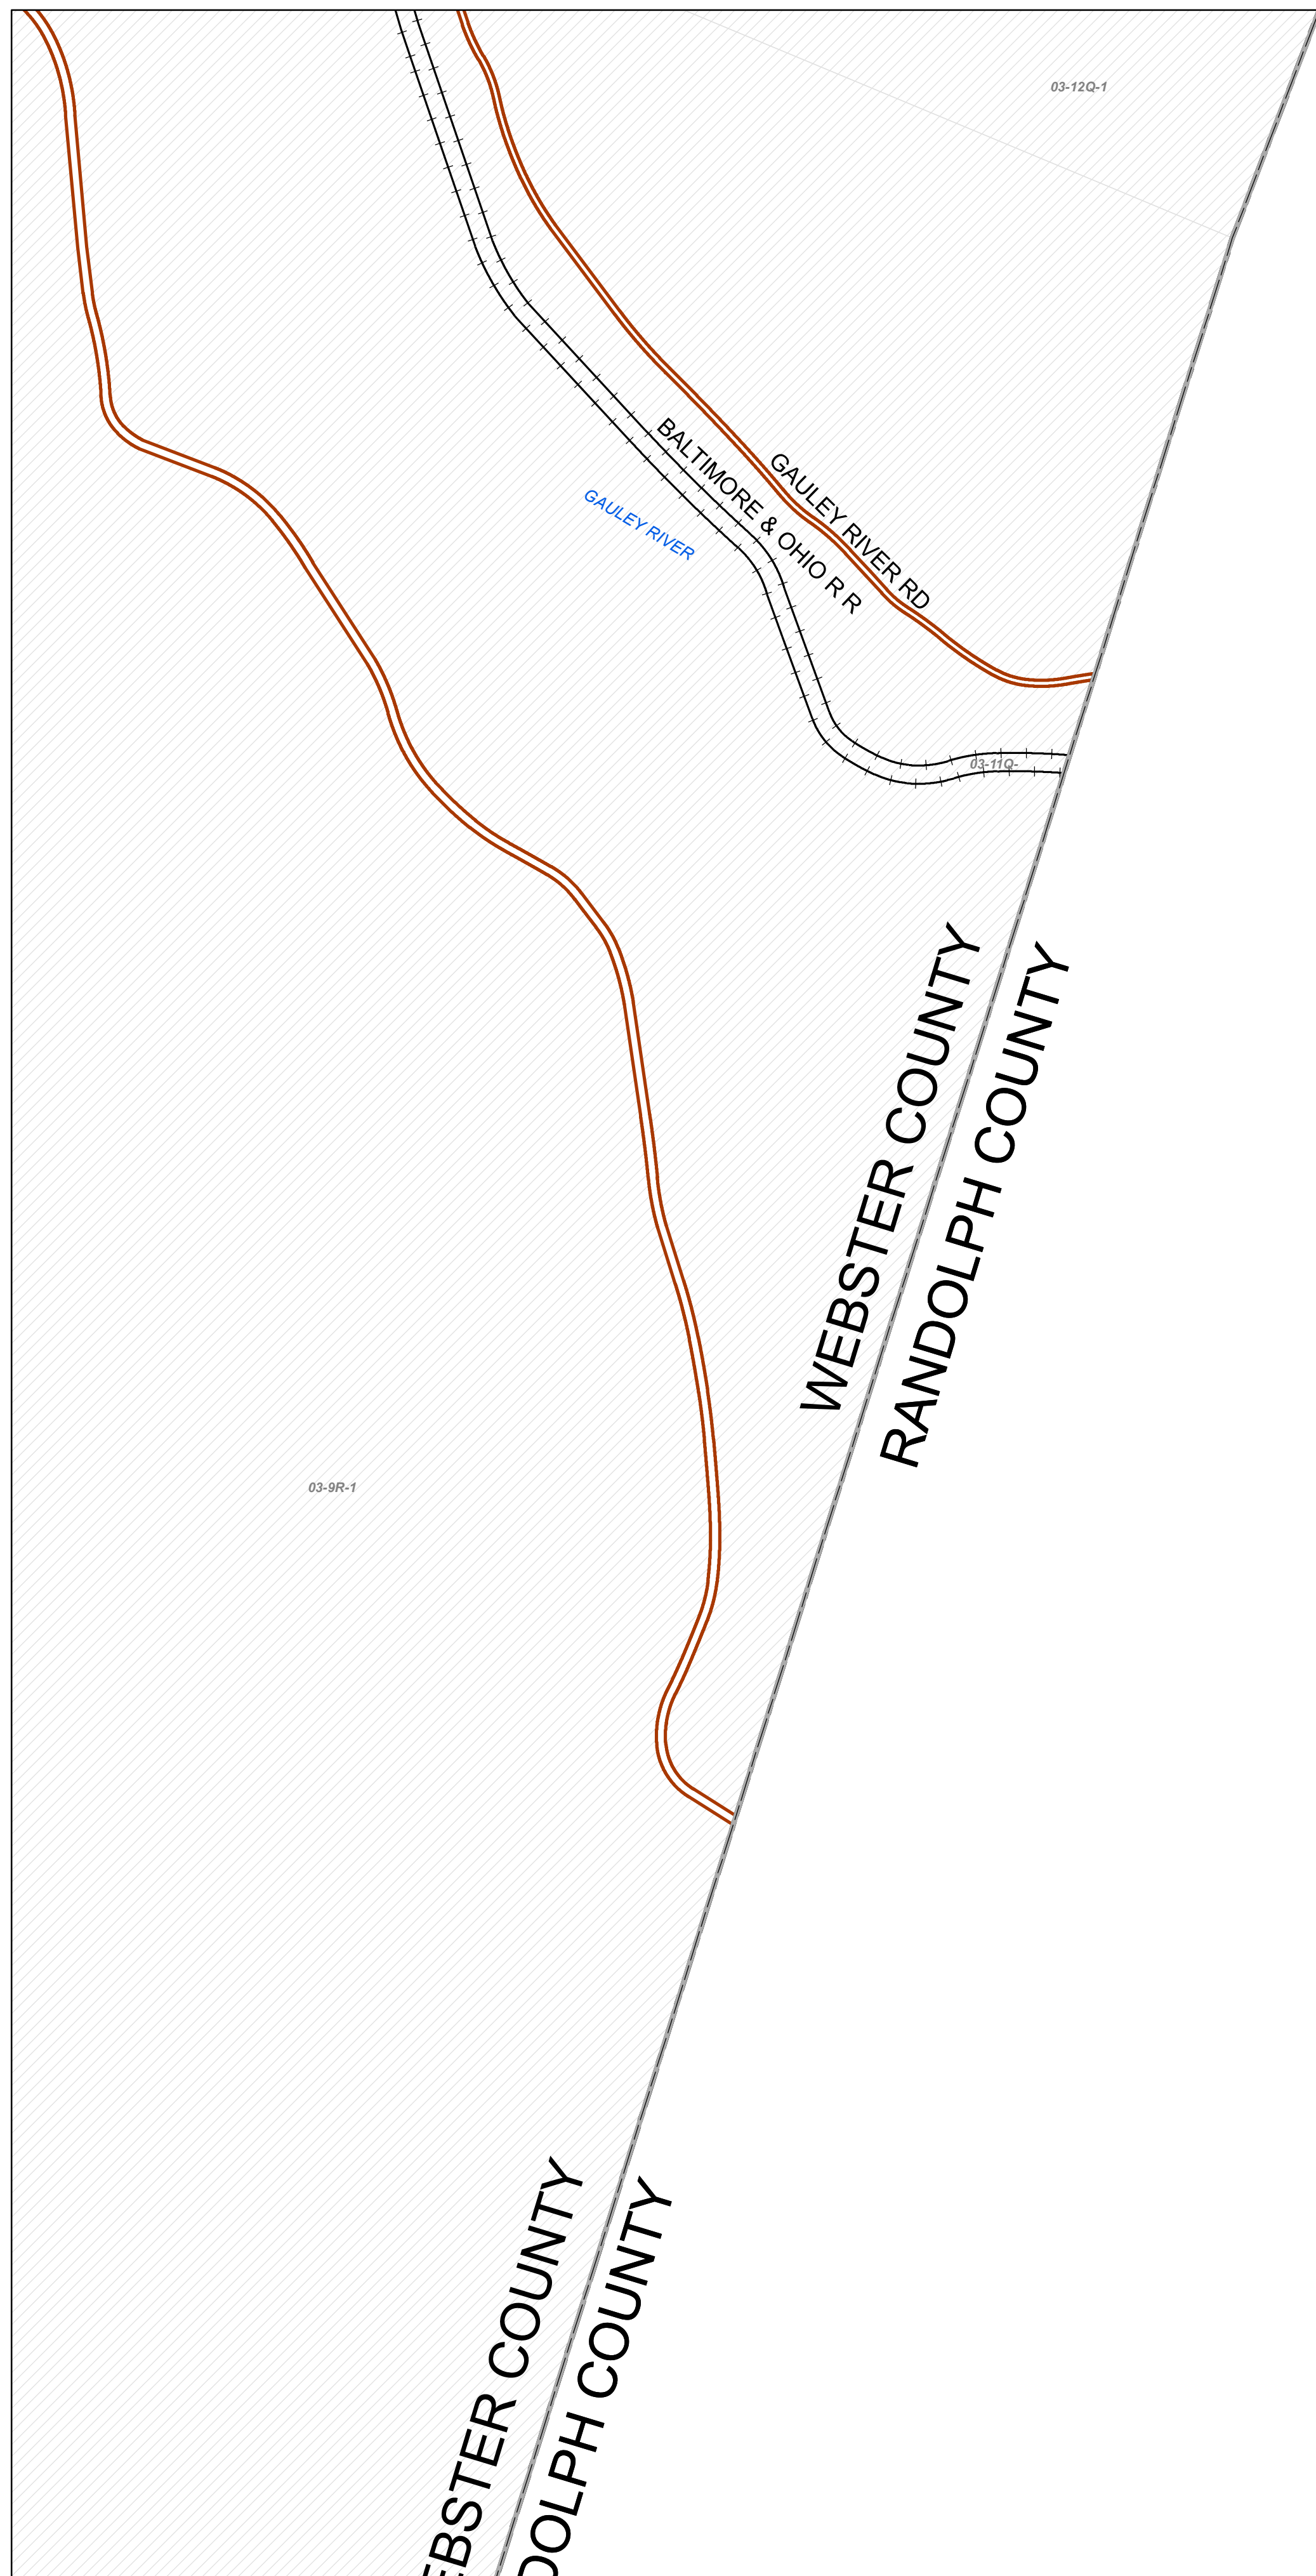 03-12Q-1
GAULEY RIVER RD
BALTIMORE & OHIO R R
GAULEY RIVER
03-11Q-
WEBSTER COUNTY
RANDOLPH COUNTY
03-9R-1
EBSTER COUNTY
DOLPH COUNTY